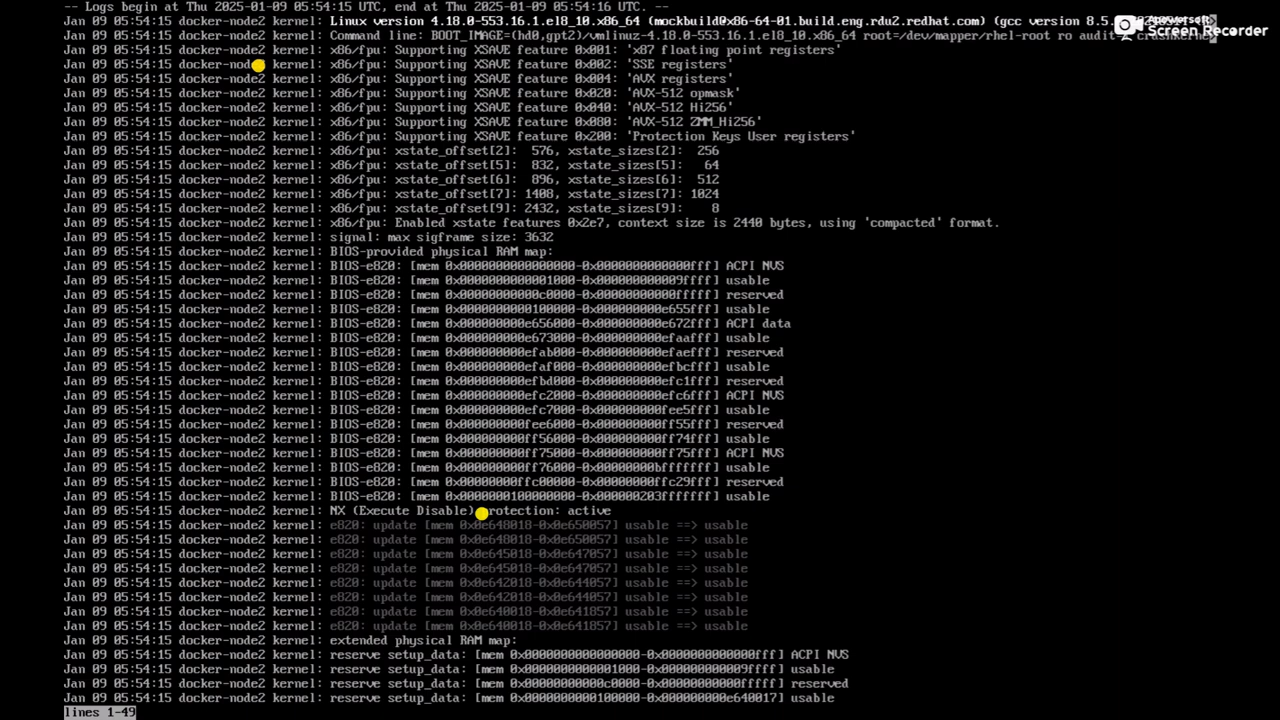 -- Logs begin at Thu 2025-01-09 05:54:15 UTC, end at Thu 2025-01-09 05:54:16 UTC. --
Jan 09 05:54:15 docker-node2 kernel: Linux version 4.18.0-553.16.1.el8_10.x86_64 (mockbuild@x86-64-01.build.eng.rdu2.redhat.com) (gcc version 8.5.
Jan 09 05:54:15 docker-node2 kernel: Command line: BOOT_IMAGE=(hd0,gpt2)/vmlinuz-4.18.0-553.16.1.el8_10.x86_64 root=/dev/mapper/rhel-root ro
Screen Recorder
Jan 09 05:54:15 docker-node2 kernel: x86/fpu: Supporting XSAVE feature 0x001: 'x87 floating point registers'
Jan 09 05:54:15 docker-node2 kernel: x86/fpu: Supporting XSAVE feature 0x002: 'SSE registers'
Jan 09 05:54:15 docker-node2 kernel: x86/fpu: Supporting XSAVE feature 0x004: 'AVX registers'
Jan 09 05:54:15 docker-node2 kernel: x86/fpu: Supporting XSAVE feature 0x020: 'AVX-512 opmask'
Jan 09 05:54:15 docker-node2 kernel: x86/fpu: Supporting XSAVE feature 0x040: 'AVX-512 Hi256'
Jan 09 05:54:15 docker-node2 kernel: x86/fpu: Supporting XSAVE feature 0x080: 'AVX-512 ZMM_Hi256'
Jan 09 05:54:15 docker-node2 kernel: x86/fpu: Supporting XSAVE feature 0x200: 'Protection Keys User registers'
Jan 09 05:54:15 docker-node2 kernel: x86/fpu: xstate_offset[2]:  576, xstate_sizes[2]:  256
Jan 09 05:54:15 docker-node2 kernel: x86/fpu: xstate_offset[5]:  832, xstate_sizes[5]:   64
Jan 09 05:54:15 docker-node2 kernel: x86/fpu: xstate_offset[6]:  896, xstate_sizes[6]:  512
Jan 09 05:54:15 docker-node2 kernel: x86/fpu: xstate_offset[7]: 1408, xstate_sizes[7]: 1024
Jan 09 05:54:15 docker-node2 kernel: x86/fpu: xstate_offset[9]: 2432, xstate_sizes[9]:    8
Jan 09 05:54:15 docker-node2 kernel: x86/fpu: Enabled xstate features 0x2e7, context size is 2440 bytes, using 'compacted' format.
Jan 09 05:54:15 docker-node2 kernel: signal: max sigframe size: 3632
Jan 09 05:54:15 docker-node2 kernel: BIOS-provided physical RAM map:
Jan 09 05:54:15 docker-node2 kernel: BIOS-e820: [mem 0x0000000000000000-0x0000000000000fff] ACPI NVS
Jan 09 05:54:15 docker-node2 kernel: BIOS-e820: [mem 0x0000000000001000-0x000000000009ffff] usable
Jan 09 05:54:15 docker-node2 kernel: BIOS-e820: [mem 0x00000000000c0000-0x00000000000fffff] reserved
Jan 09 05:54:15 docker-node2 kernel: BIOS-e820: [mem 0x0000000000100000-0x000000000e655fff] usable
Jan 09 05:54:15 docker-node2 kernel: BIOS-e820: [mem 0x000000000e656000-0x000000000e672fff] ACPI data
Jan 09 05:54:15 docker-node2 kernel: BIOS-e820: [mem 0x000000000e673000-0x000000000efaafff] usable
Jan 09 05:54:15 docker-node2 kernel: BIOS-e820: [mem 0x000000000efab000-0x000000000efaefff] reserved
Jan 09 05:54:15 docker-node2 kernel: BIOS-e820: [mem 0x000000000efaf000-0x000000000efbcfff] usable
Jan 09 05:54:15 docker-node2 kernel: BIOS-e820: [mem 0x000000000efbd000-0x000000000efc1fff] reserved
Jan 09 05:54:15 docker-node2 kernel: BIOS-e820: [mem 0x000000000efc2000-0x000000000efc6fff] ACPI NVS
Jan 09 05:54:15 docker-node2 kernel: BIOS-e820: [mem 0x000000000efc7000-0x000000000fee5fff] usable
Jan 09 05:54:15 docker-node2 kernel: BIOS-e820: [mem 0x000000000fee6000-0x000000000ff55fff] reserved
Jan 09 05:54:15 docker-node2 kernel: BIOS-e820: [mem 0x000000000ff56000-0x000000000ff74fff] usable
Jan 09 05:54:15 docker-node2 kernel: BIOS-e820: [mem 0x000000000ff75000-0x000000000ff75fff] ACPI NVS
Jan 09 05:54:15 docker-node2 kernel: BIOS-e820: [mem 0x000000000ff76000-0x00000000bfffffff] usable
Jan 09 05:54:15 docker-node2 kernel: BIOS-e820: [mem 0x00000000ffc00000-0x00000000ffc29fff] reserved
Jan 09 05:54:15 docker-node2 kernel: BIOS-e820: [mem 0x0000000100000000-0x000000203fffffff] usable
Jan 09 05:54:15 docker-node2 kernel: NX (Execute Disable) protection: active
Jan 09 05:54:15 docker-node2 kernel: e820: update [mem 0x0e648018-0x0e650057] usable ==> usable
Jan 09 05:54:15 docker-node2 kernel: e820: update [mem 0x0e648018-0x0e650057] usable ==> usable
Jan 09 05:54:15 docker-node2 kernel: e820: update [mem 0x0e645018-0x0e647057] usable ==> usable
Jan 09 05:54:15 docker-node2 kernel: e820: update [mem 0x0e645018-0x0e647057] usable ==> usable
Jan 09 05:54:15 docker-node2 kernel: e820: update [mem 0x0e642018-0x0e644057] usable ==> usable
Jan 09 05:54:15 docker-node2 kernel: e820: update [mem 0x0e642018-0x0e644057] usable ==> usable
Jan 09 05:54:15 docker-node2 kernel: e820: update [mem 0x0e640018-0x0e641857] usable ==> usable
Jan 09 05:54:15 docker-node2 kernel: e820: update [mem 0x0e640018-0x0e641857] usable ==> usable
Jan 09 05:54:15 docker-node2 kernel: extended physical RAM map:
Jan 09 05:54:15 docker-node2 kernel: reserve setup_data: [mem 0x0000000000000000-0x0000000000000fff] ACPI NVS
Jan 09 05:54:15 docker-node2 kernel: reserve setup_data: [mem 0x0000000000001000-0x000000000009ffff] usable
Jan 09 05:54:15 docker-node2 kernel: reserve setup_data: [mem 0x00000000000c0000-0x00000000000fffff] reserved
Jan 09 05:54:15 docker-node2 kernel: reserve setup_data: [mem 0x0000000000100000-0x000000000e640017] usable
lines 1-49